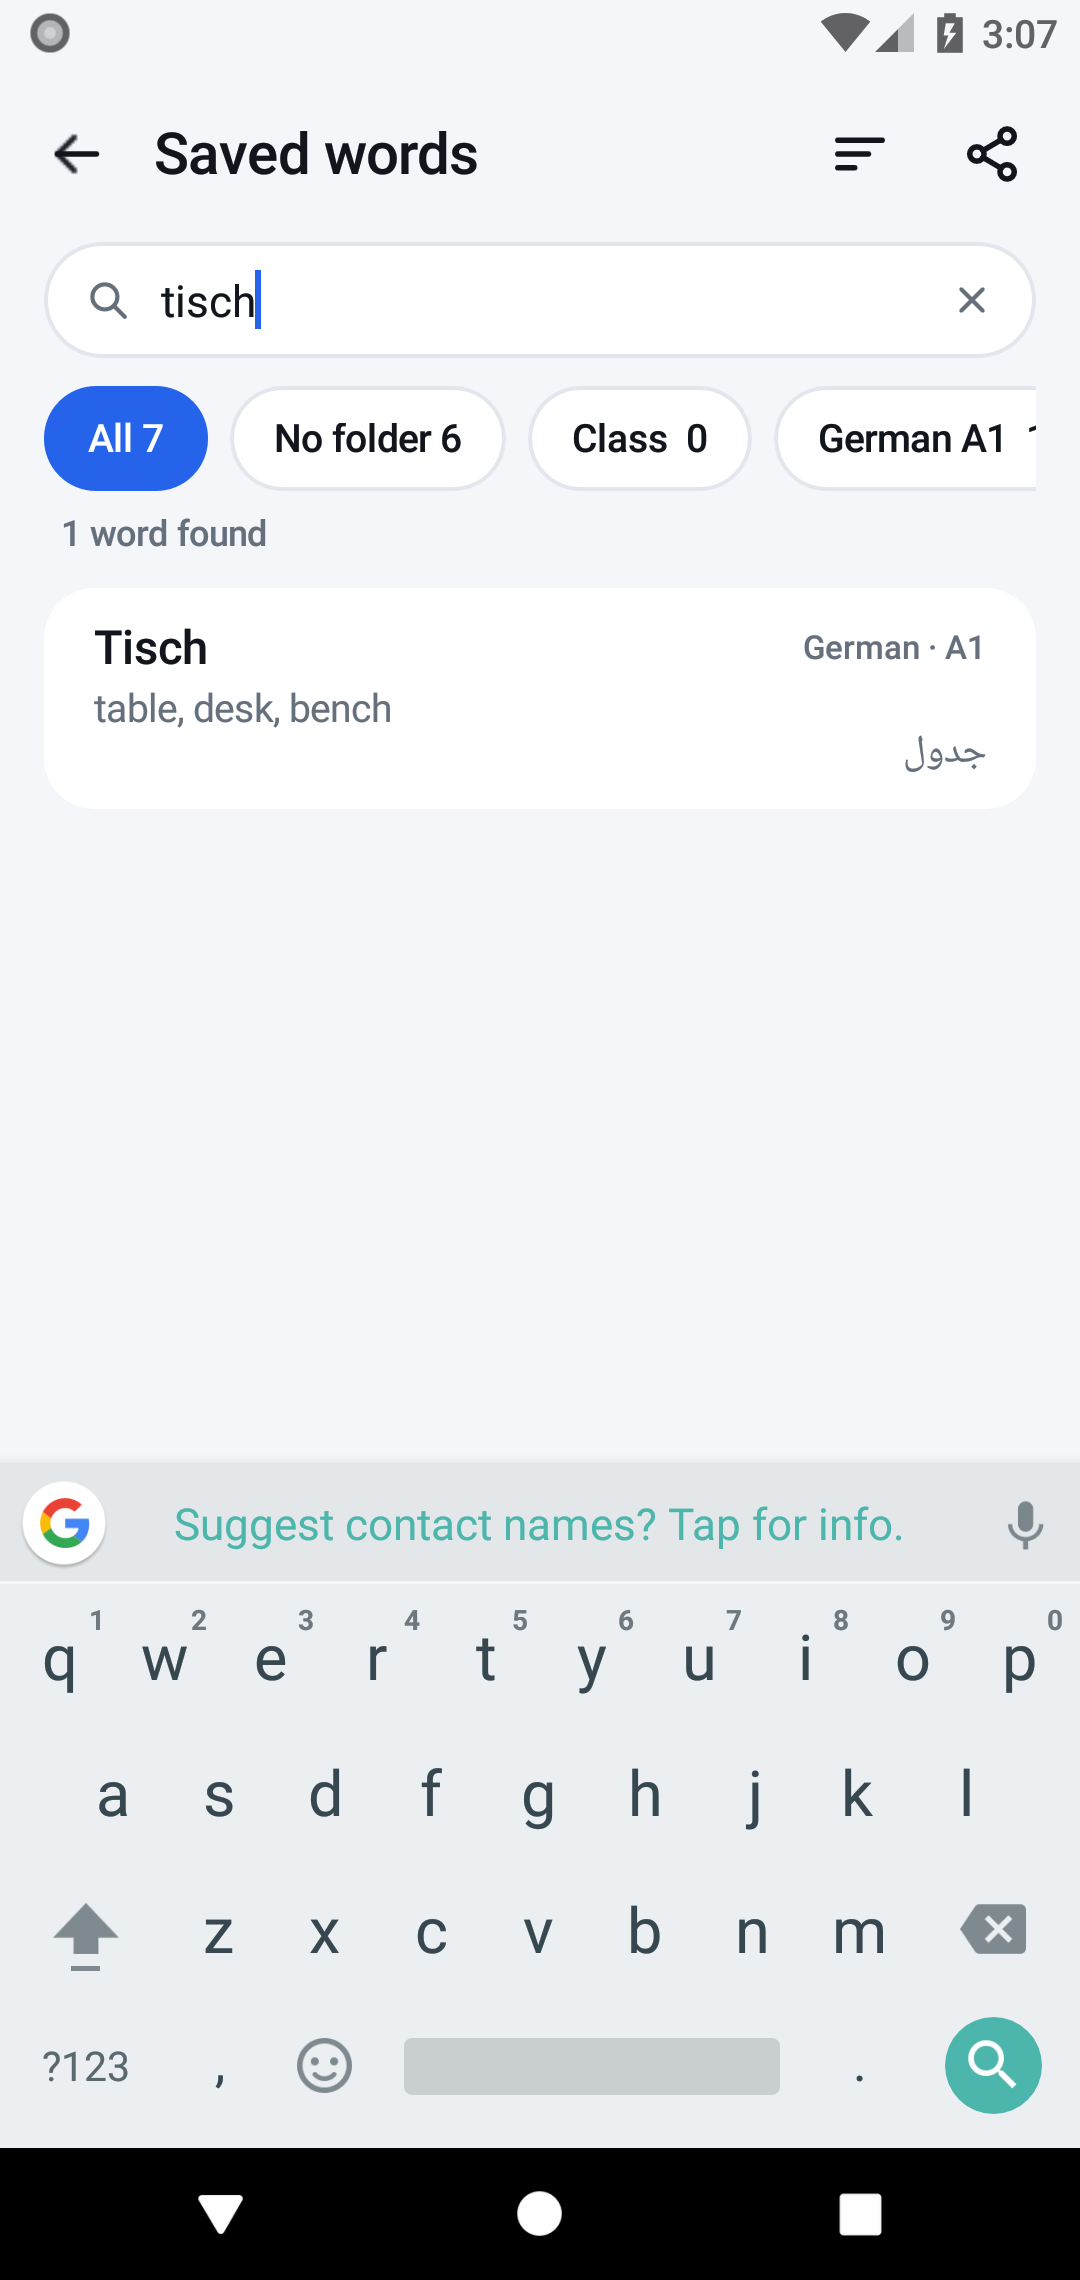 3:07
Saved words
tisch
All 7 No folder 6 Class 0 German A1
1 word found
Tisch German · A1
table, desk, bench
جدول
Suggest contact names? Tap for info.
1 2 3 4 5 6 7 8 9 0
q w e r t y u i o p
a s d f g h j k l
z x c v b n m
?123 , .